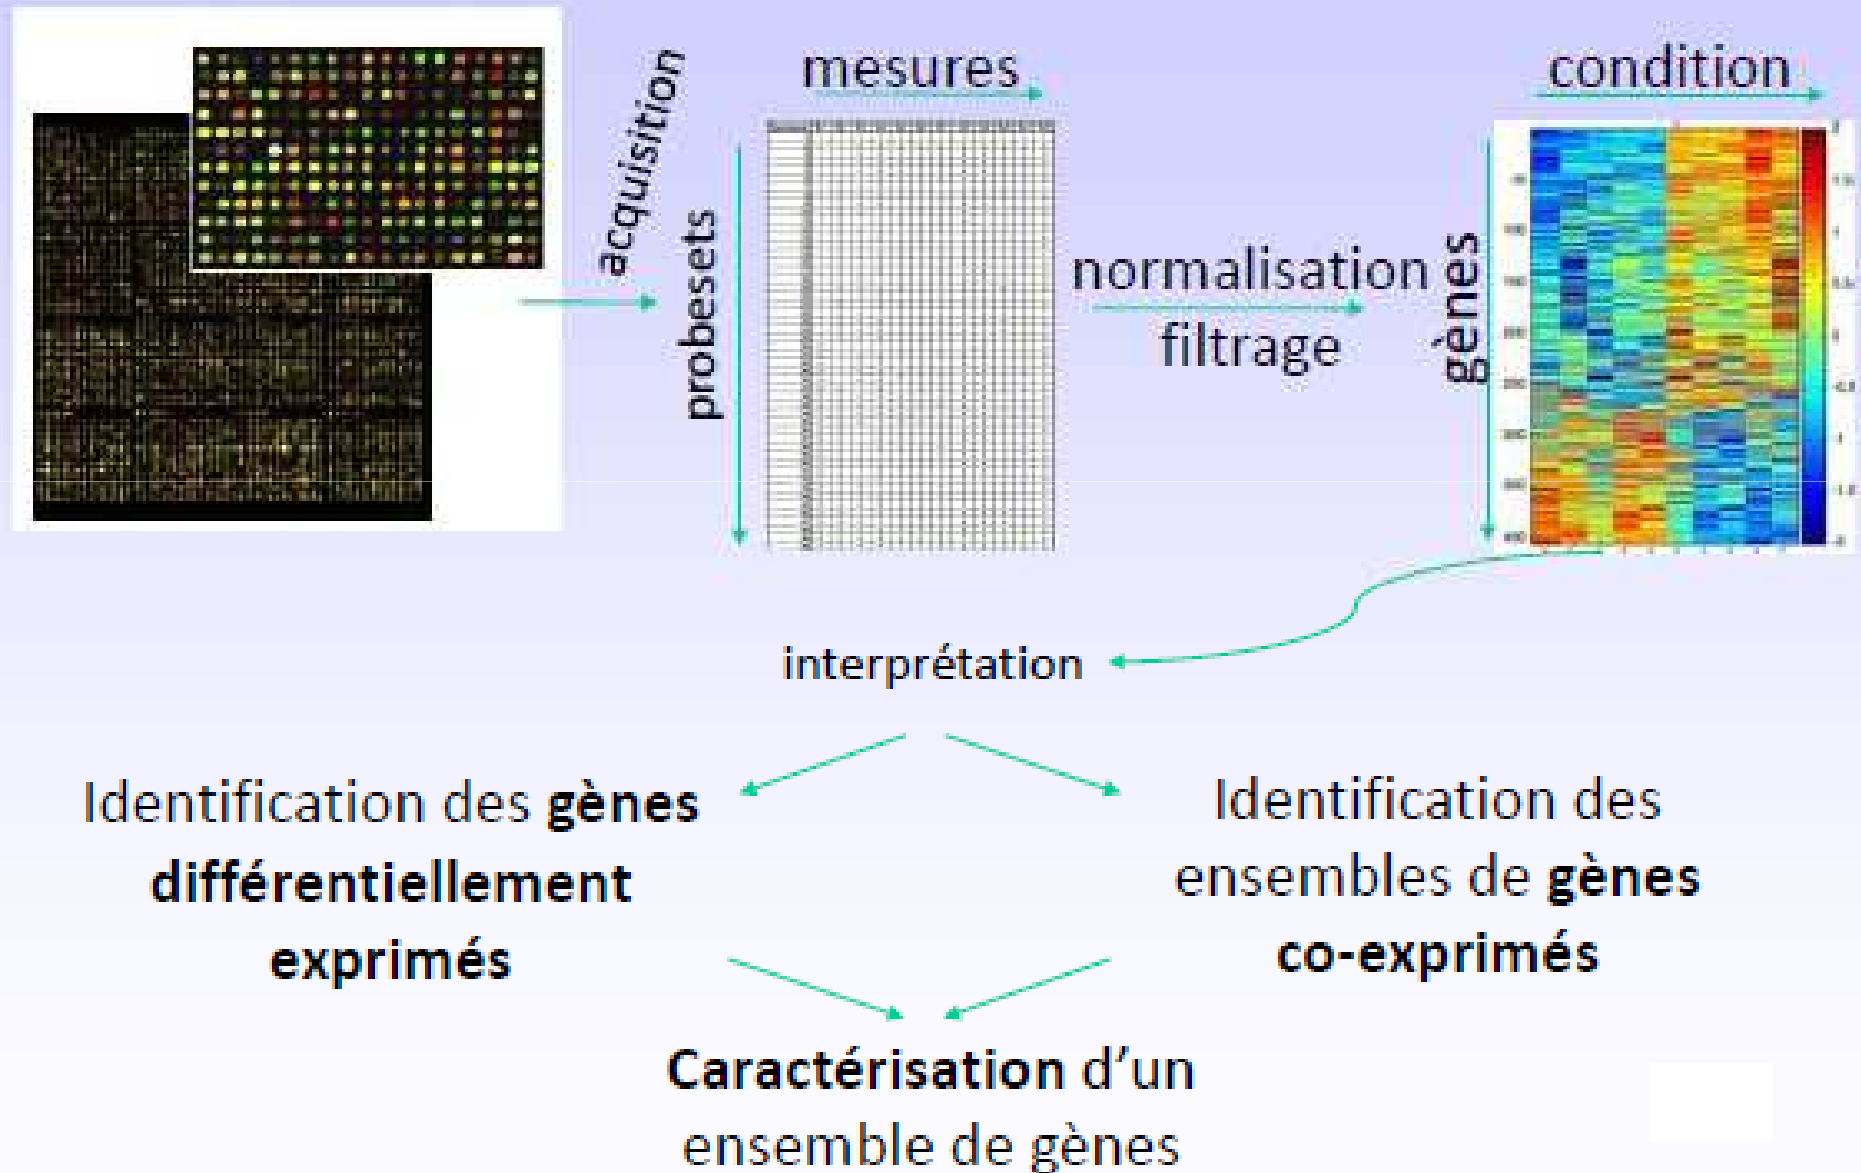 acquisition
mesures
probesets
normalisation
filtrage
condition
gènes
interprétation
Identification des gènes
différentiellement
exprimés
Identification des
ensembles de gènes
co-exprimés
Caractérisation d'un
ensemble de gènes